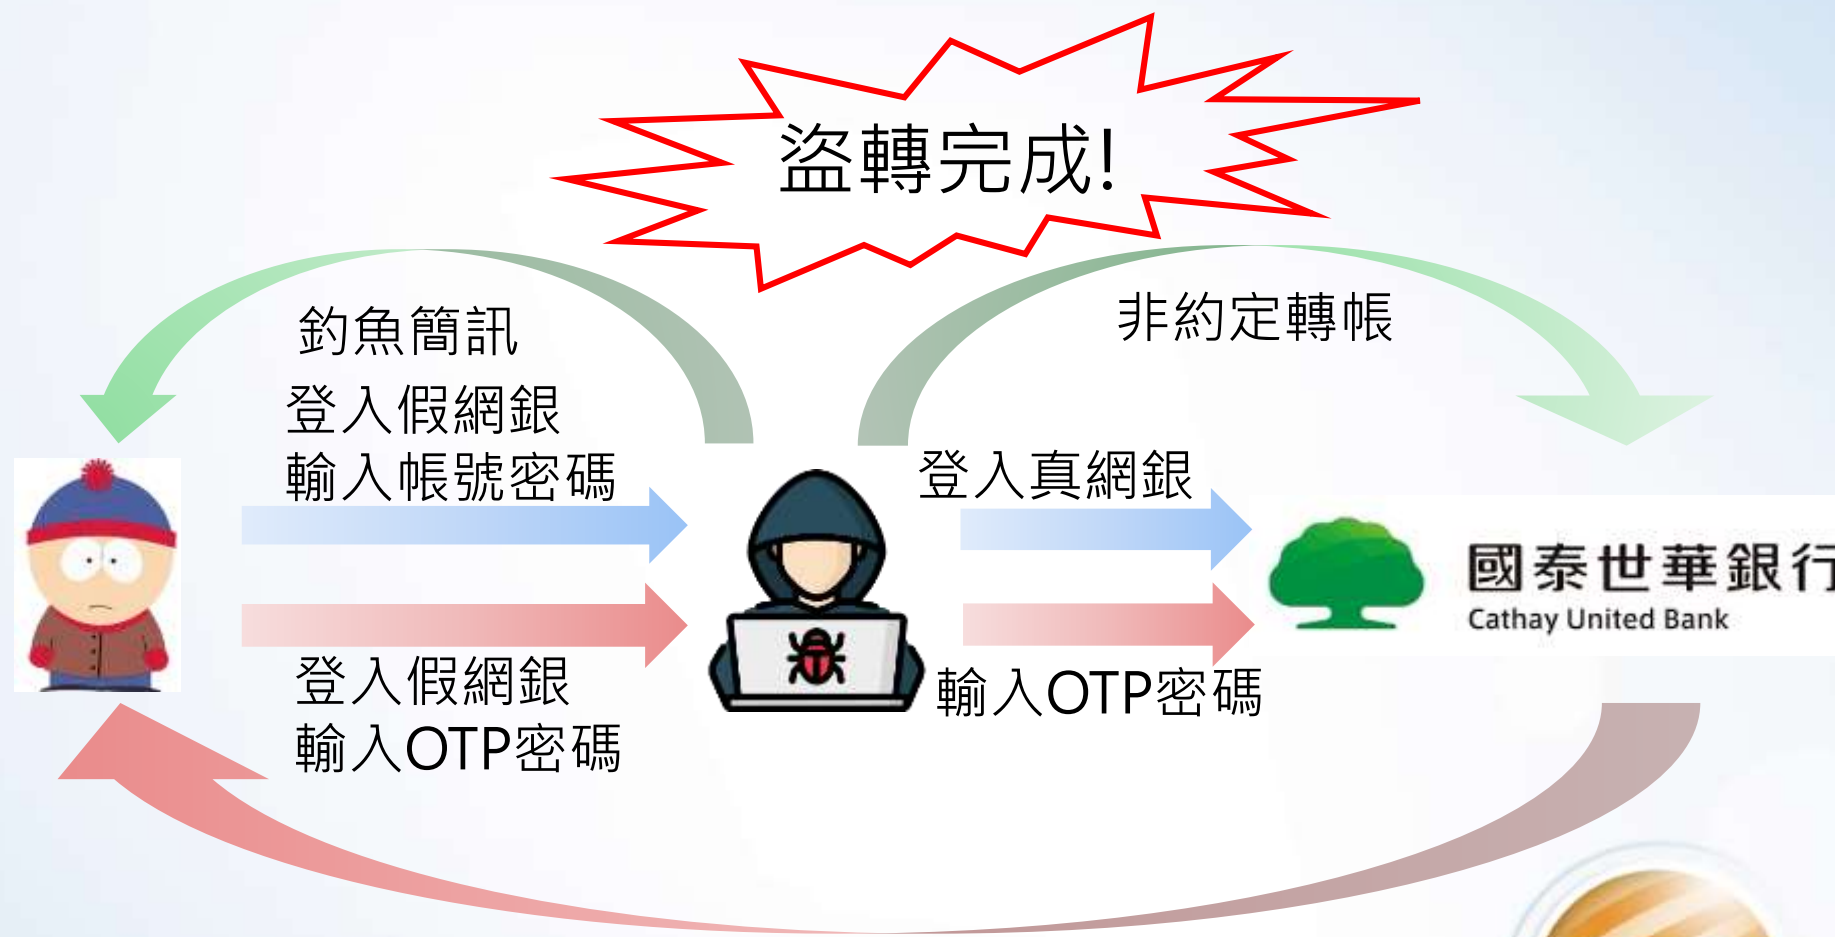 盜轉完成!
釣魚簡訊
登入假網銀
輸入帳號密碼
非約定轉帳
登入真網銀
國泰世華銀行
Cathay United Bank
登入假網銀
輸入OTP密碼
輸入OTP密碼